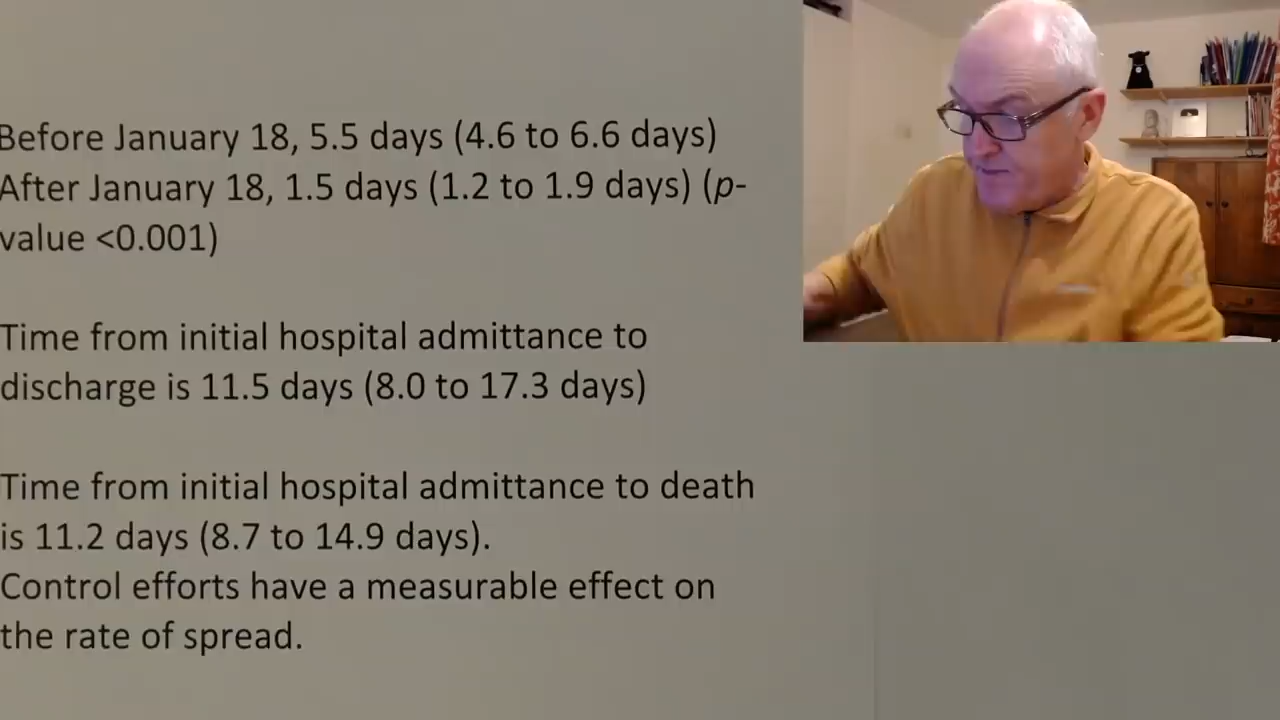 Before January 18, 5.5 days (4.6 to 6.6 days)
After January 18, 1.5 days (1.2 to 1.9 days) (p-
value <0.001)
Time from initial hospital admittance to
discharge is 11.5 days (8.0 to 17.3 days)
Time from initial hospital admittance to death
is 11.2 days (8.7 to 14.9 days).
Control efforts have a measurable effect on
the rate of spread.